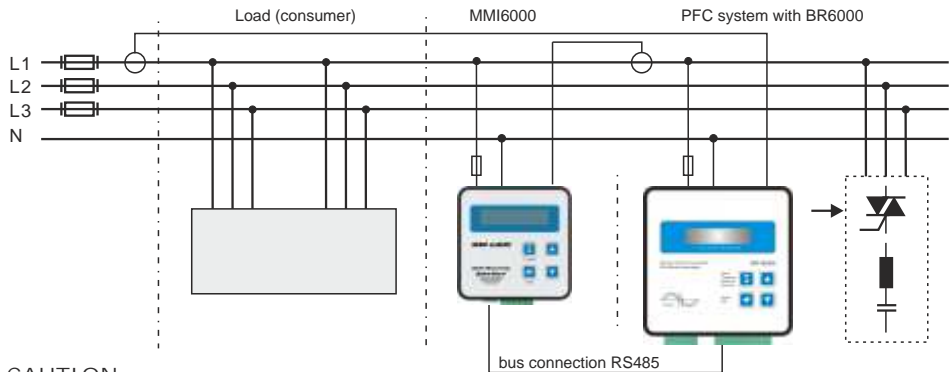 Load (consumer)
MMI6000
PFC system with BR6000
L1
L2
L3
N
bus connection RS485
CAUTION